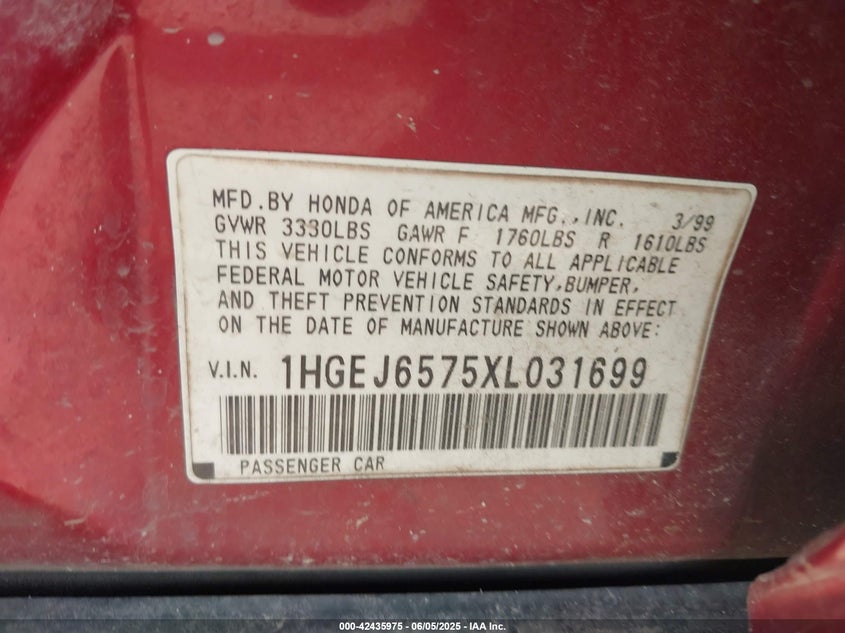 MFD.BY HONDA OF AMERICA MFG.,INC. 3/99
GVWR 3330LBS GAWR F 1760LBS R 1610LBS
THIS VEHICLE CONFORMS TO ALL APPLICABLE
FEDERAL MOTOR VEHICLE SAFETY,BUMPER,
AND THEFT PREVENTION STANDARDS IN EFFECT
ON THE DATE OF MANUFACTURE SHOWN ABOVE:
V.I.N. 1HGEJ6575XL031699
PASSENGER CAR
000-42435975 - 06/05/2025 - IAA Inc.